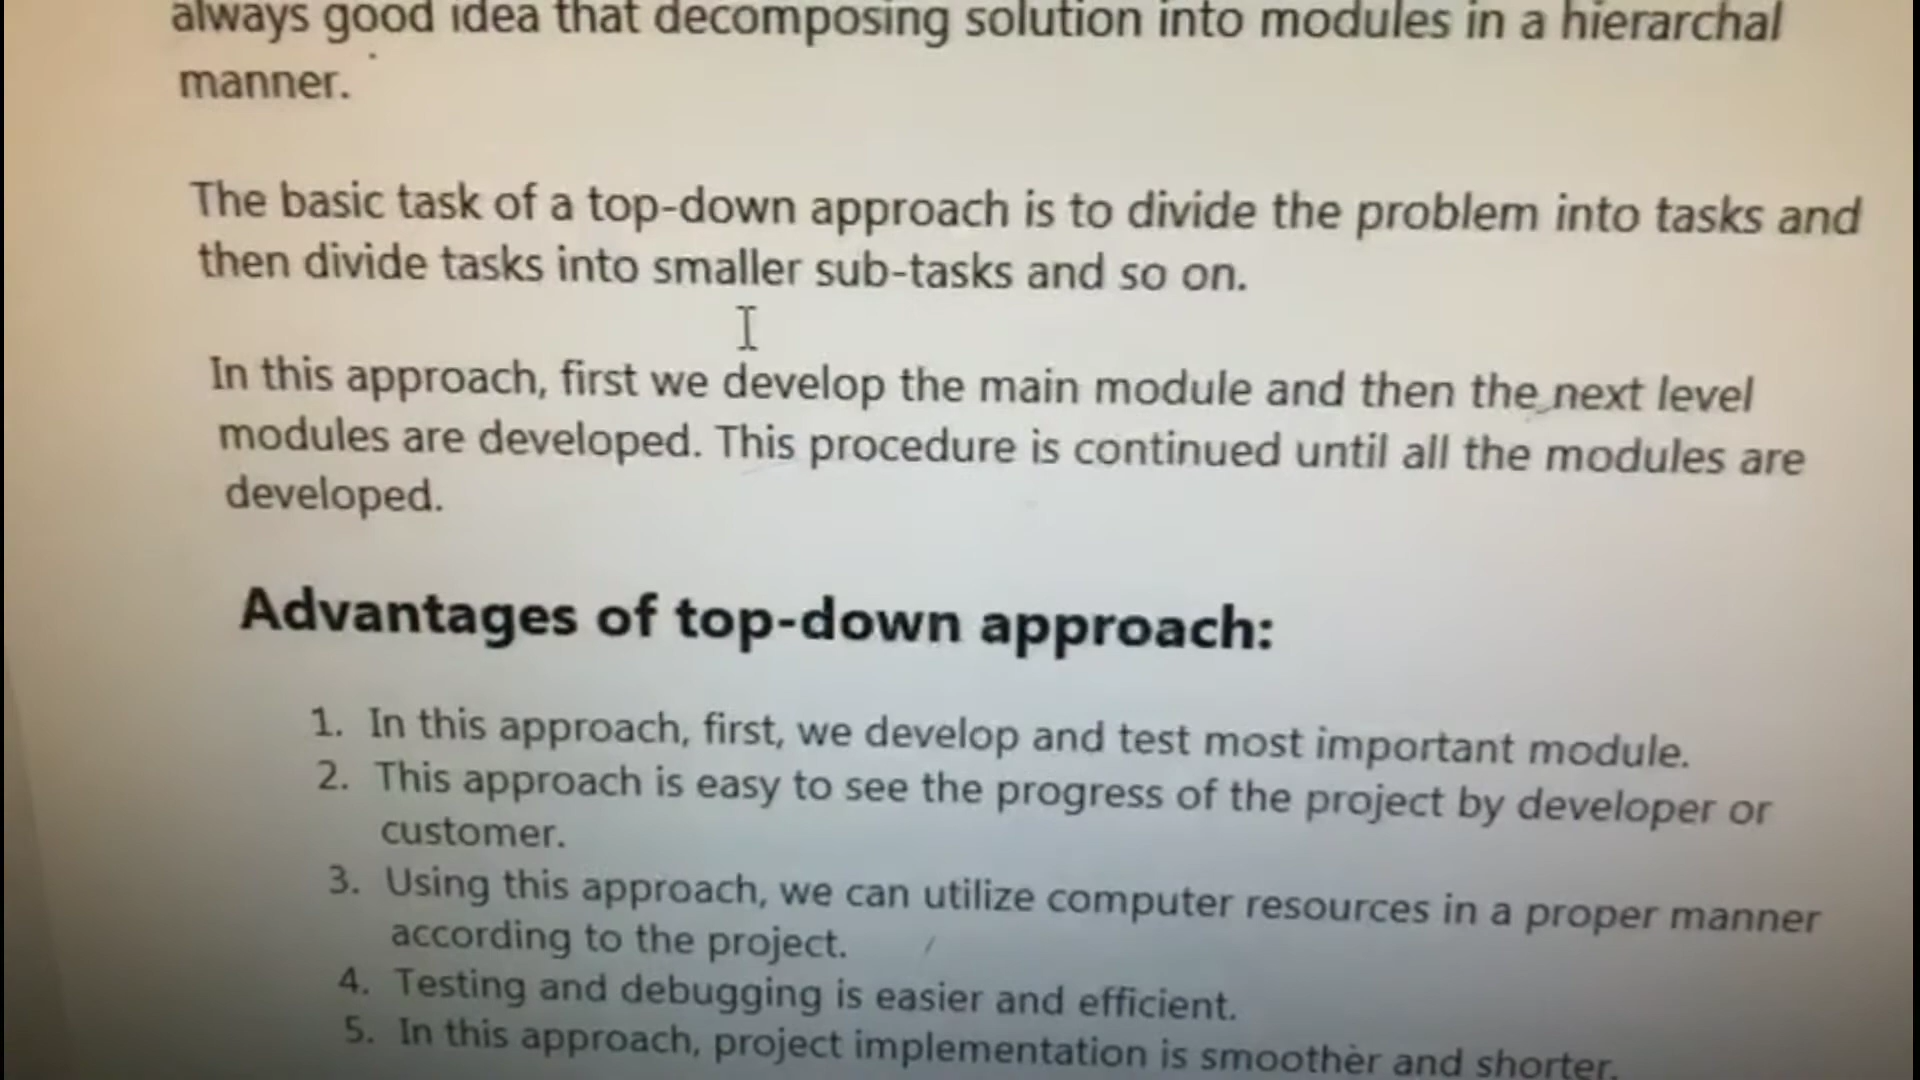 always good idea that decomposing solution into modules in a hierarchal
manner.
The basic task of a top-down approach is to divide the problem into tasks and
then divide tasks into smaller sub-tasks and so on.
In this approach, first we develop the main module and then the next level
modules are developed. This procedure is continued until all the modules are
developed.
Advantages of top-down approach:
1. In this approach, first, we develop and test most important module.
2. This approach is easy to see the progress of the project by developer or
customer.
3. Using this approach, we can utilize computer resources in a proper manner
according to the project.
4. Testing and debugging is easier and efficient.
5. In this approach, project implementation is smoother and shorter.